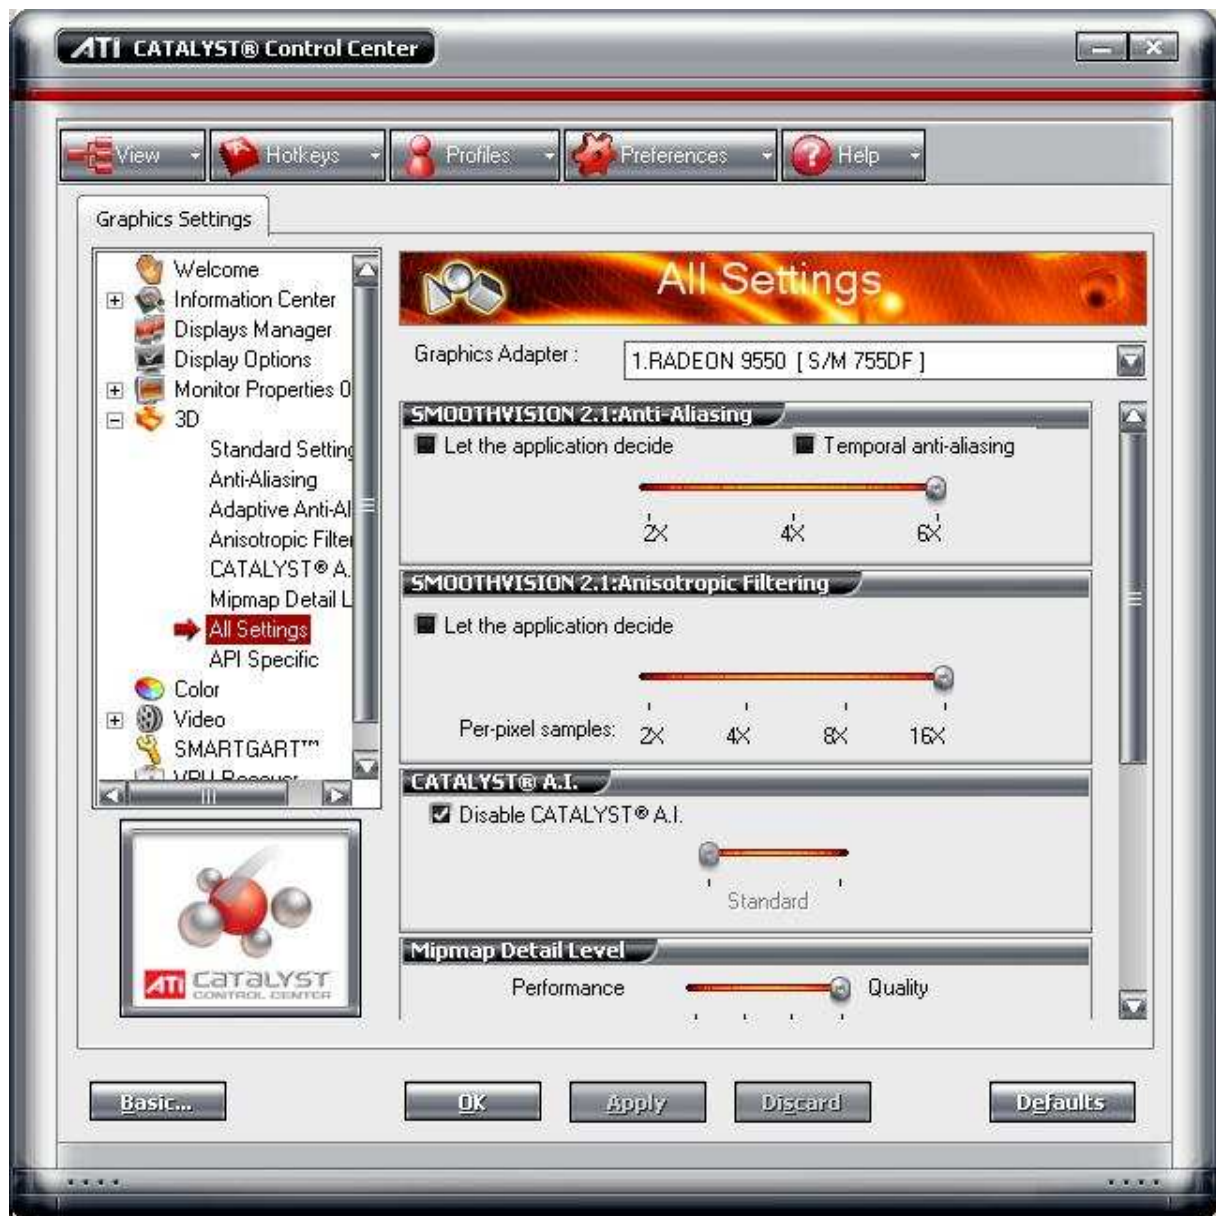 ATI CATALYST® Control Center
View
Hotkeys
Profiles
Preferences
Help
Graphics Settings
Welcome
Information Center
Displays Manager
Display Options
Monitor Properties 0
3D
Standard Setting
Anti-Aliasing
Adaptive Anti-Al
Anisotropic Filter
CATALYST® A.
Mipmap Detail L
All Settings
API Specific
Color
Video
SMARTGART™
VPU Recover
ATI CATALYST
CONTROL CENTER
All Settings
Graphics Adapter :
1.RADEON 9550 [ S/M 755DF ]
SMOOTHVISION 2.1:Anti-Aliasing
Let the application decide
Temporal anti-aliasing
2X 4X 6X
SMOOTHVISION 2.1:Anisotropic Filtering
Let the application decide
Per-pixel samples: 2X 4X 8X 16X
CATALYST® A.I.
Disable CATALYST® A.I.
Standard
Mipmap Detail Level
Performance Quality
Basic...
OK
Apply
Discard
Defaults